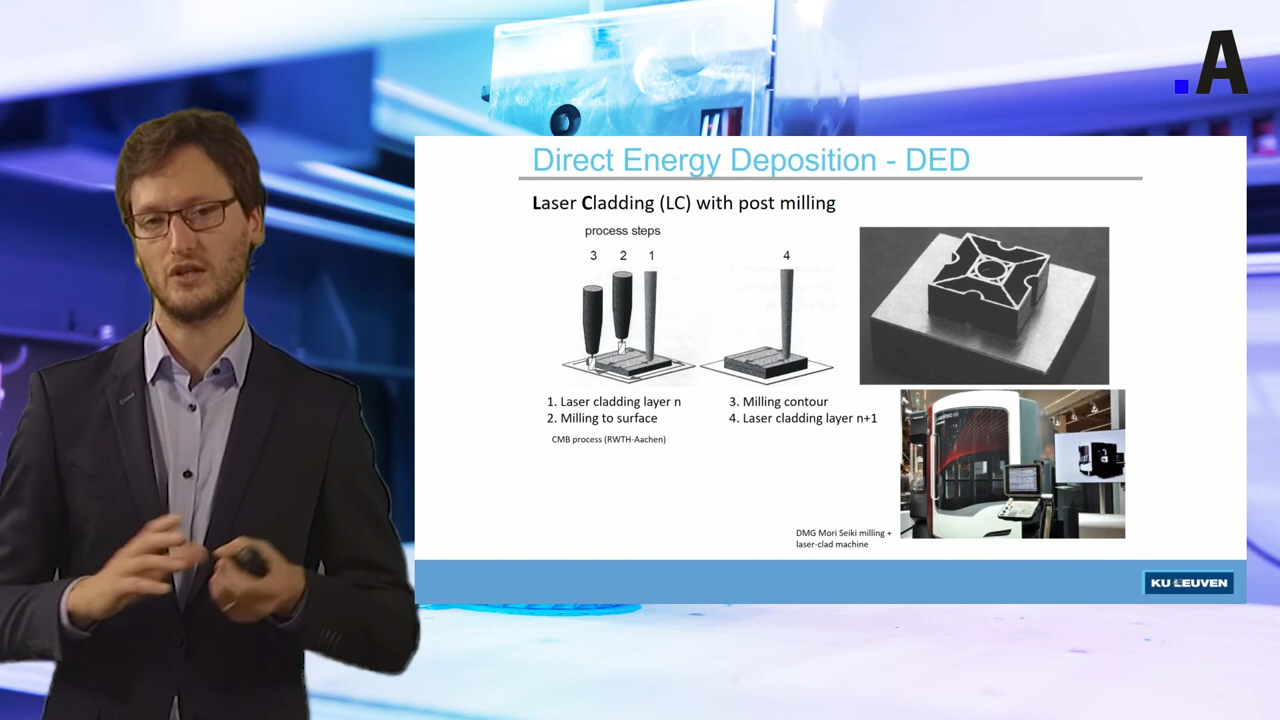 .A
Direct Energy Deposition - DED
Laser Cladding (LC) with post milling
process steps
3 2 1 4
1. Laser cladding layer n
2. Milling to surface
3. Milling contour
4. Laser cladding layer n+1
CMB process (RWTH-Aachen)
DMG Mori Seiki milling +
laser-clad machine
KU LEUVEN